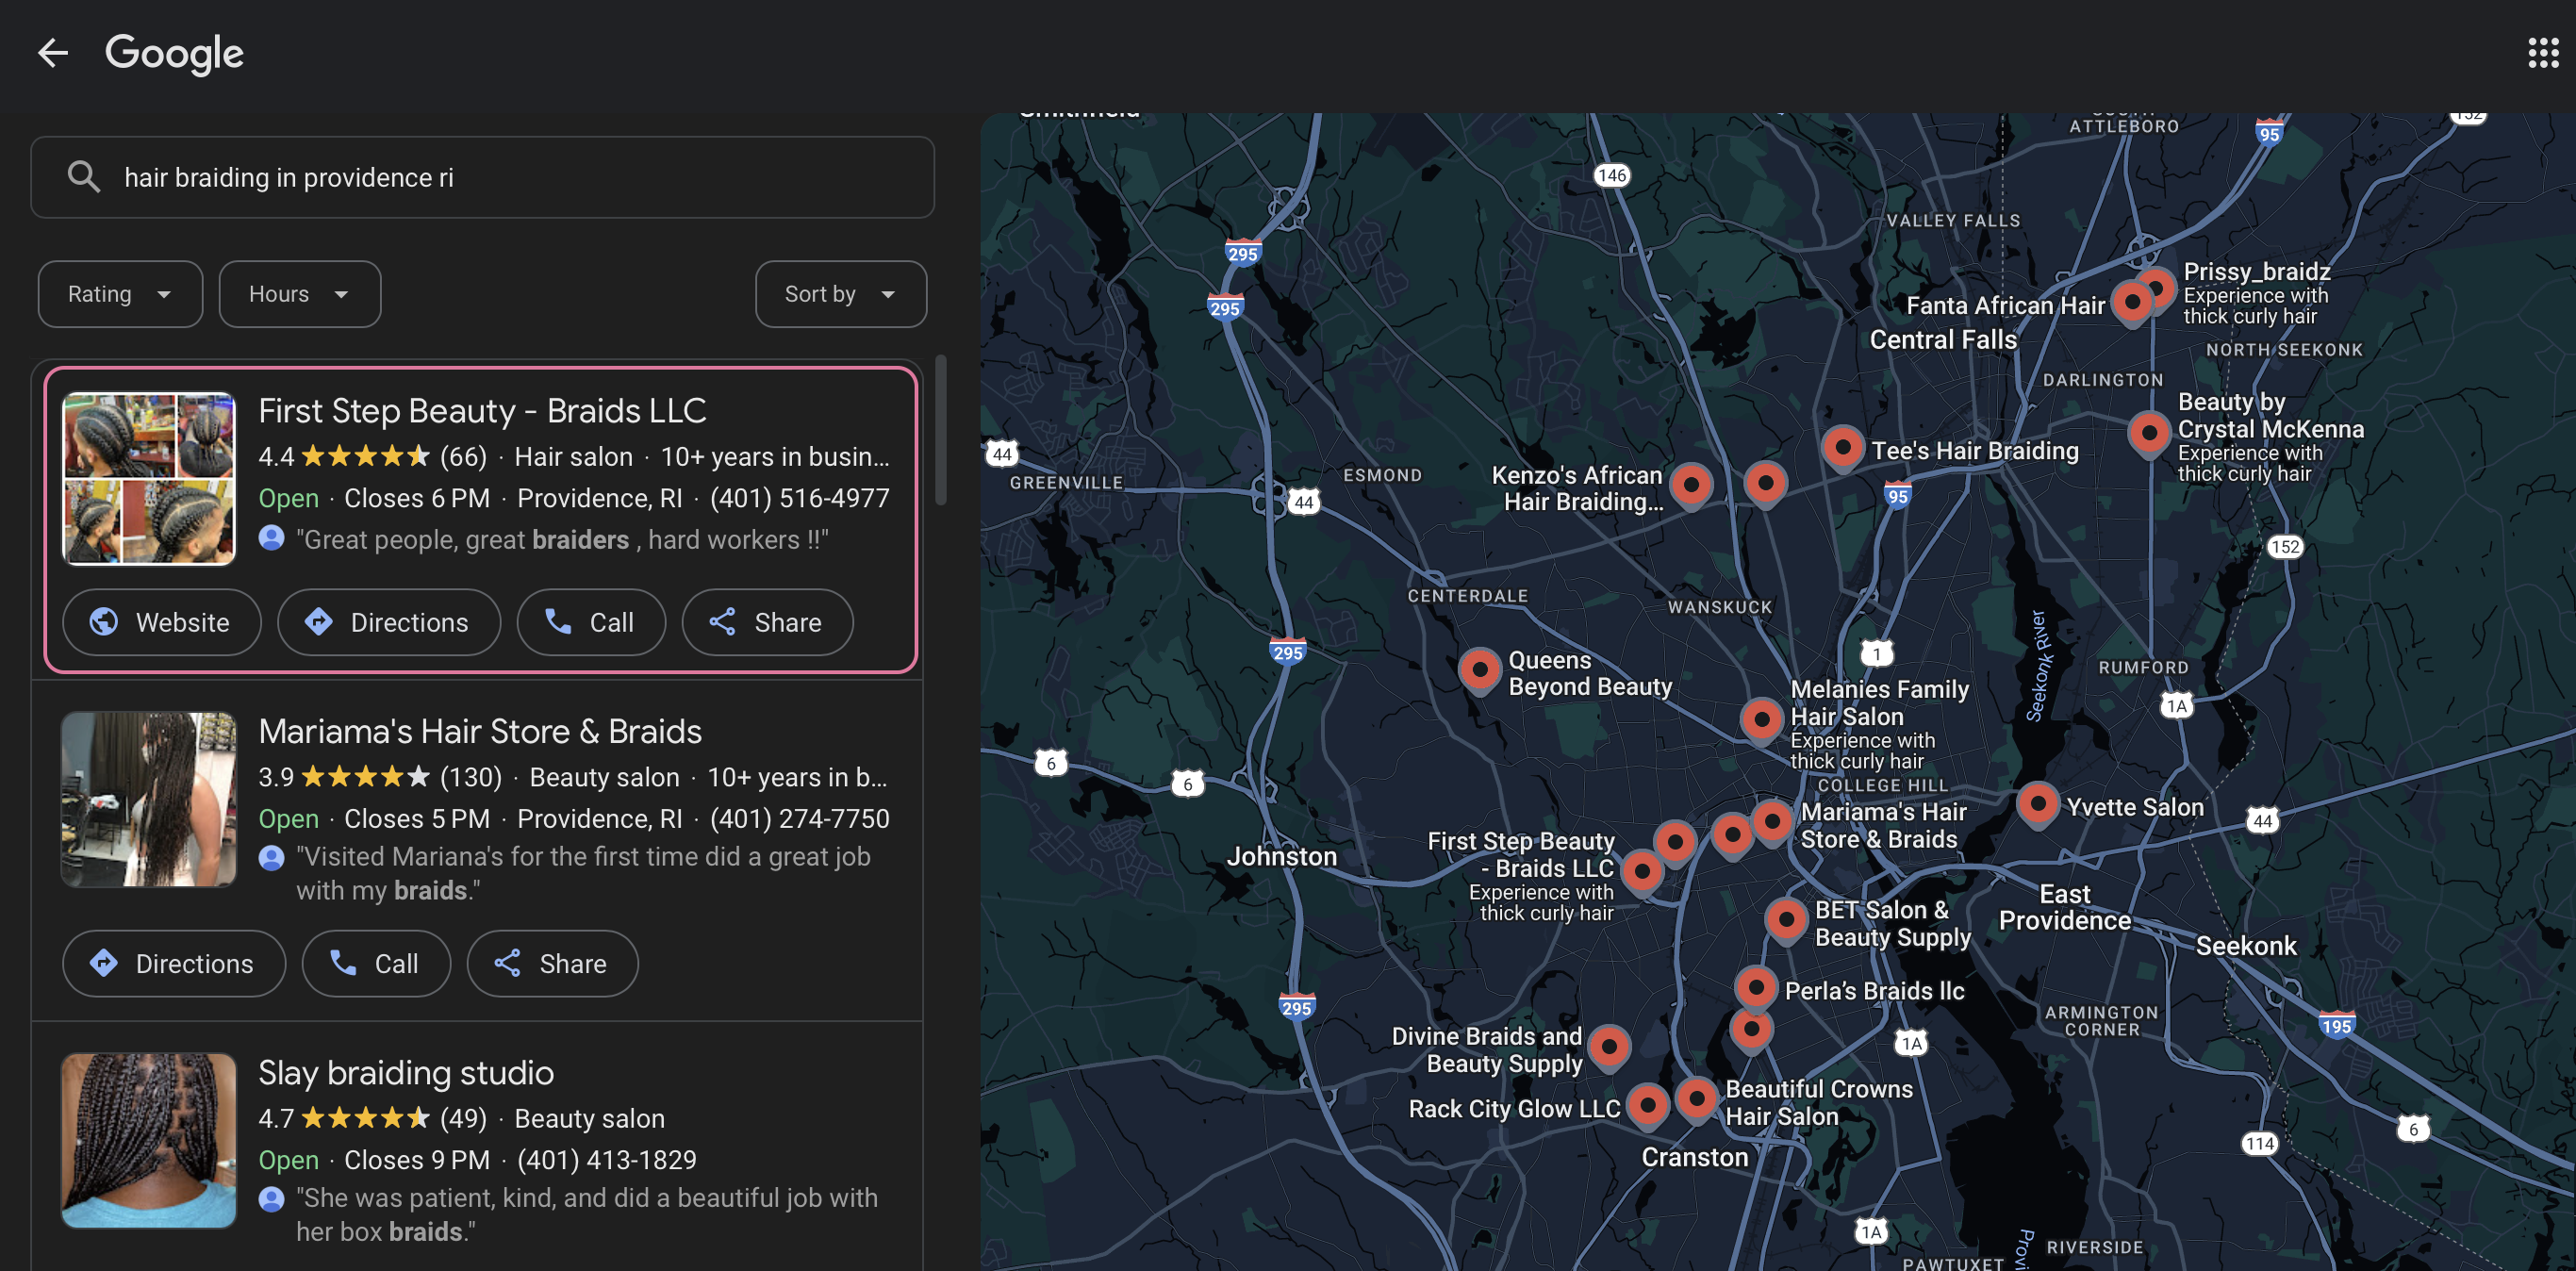 Google
hair braiding in providence ri
Rating
Hours
Sort by
First Step Beauty - Braids LLC
4.4 (66) · Hair salon · 10+ years in busin...
Open · Closes 6 PM · Providence, RI · (401) 516-4977
"Great people, great braiders , hard workers !!"
Website
Directions
Call
Share
Mariama's Hair Store & Braids
3.9 (130) · Beauty salon · 10+ years in b...
Open · Closes 5 PM · Providence, RI · (401) 274-7750
"Visited Mariana's for the first time did a great job
with my braids."
Directions
Call
Share
Slay braiding studio
4.7 (49) · Beauty salon
Open · Closes 9 PM · (401) 413-1829
"She was patient, kind, and did a beautiful job with
her box braids."
Smithfield
ATTLEBORO
152
95
146
VALLEY FALLS
295
295
Prissy_braidz
Experience with
thick curly hair
Fanta African Hair
Central Falls
NORTH SEEKONK
DARLINGTON
Beauty by
Crystal McKenna
Experience with
thick curly hair
Tee's Hair Braiding
44
GREENVILLE
ESMOND
44
Kenzo's African
Hair Braiding...
95
152
CENTERDALE
WANSKUCK
Seekonk River
295
1
RUMFORD
1A
Queens
Beyond Beauty
Melanies Family
Hair Salon
Experience with
thick curly hair
COLLEGE HILL
6
6
Mariama's Hair
Store & Braids
Yvette Salon
44
Johnston
First Step Beauty
- Braids LLC
Experience with
thick curly hair
East
Providence
BET Salon &
Beauty Supply
Seekonk
295
Perla's Braids llc
ARMINGTON
CORNER
195
Divine Braids and
Beauty Supply
1A
Rack City Glow LLC
Beautiful Crowns
Hair Salon
6
114
Cranston
1A
RIVERSIDE
PAWTUXET